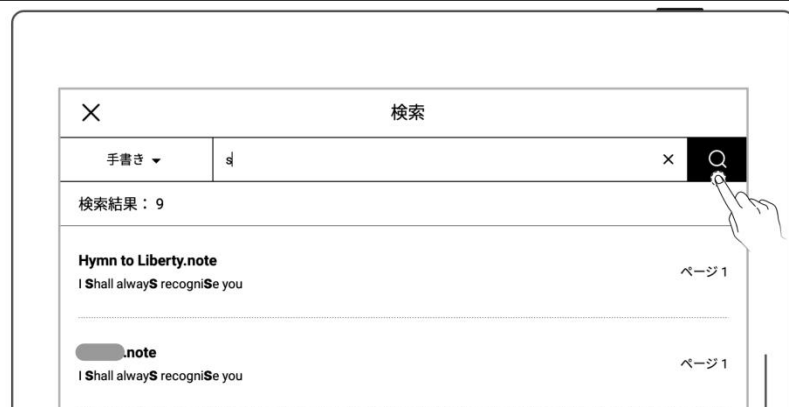 検索
手書き
s
検索結果： 9
Hymn to Liberty.note
I Shall alwayS recogniSe you
ページ 1
.note
I Shall alwayS recogniSe you
ページ 1